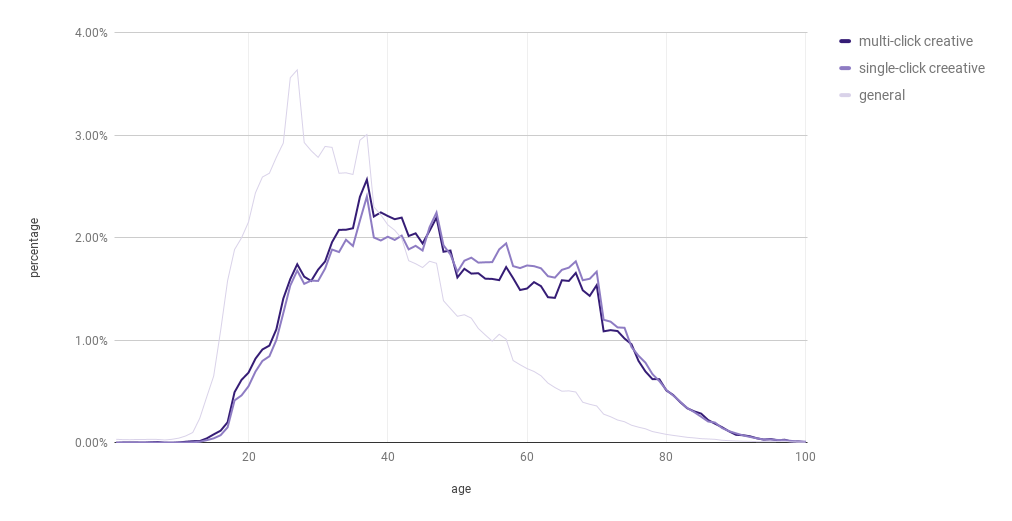 4.00%
3.00%
2.00%
1.00%
0.00%
percentage
20
40
60
80
100
age
multi-click creative
single-click creeative
general